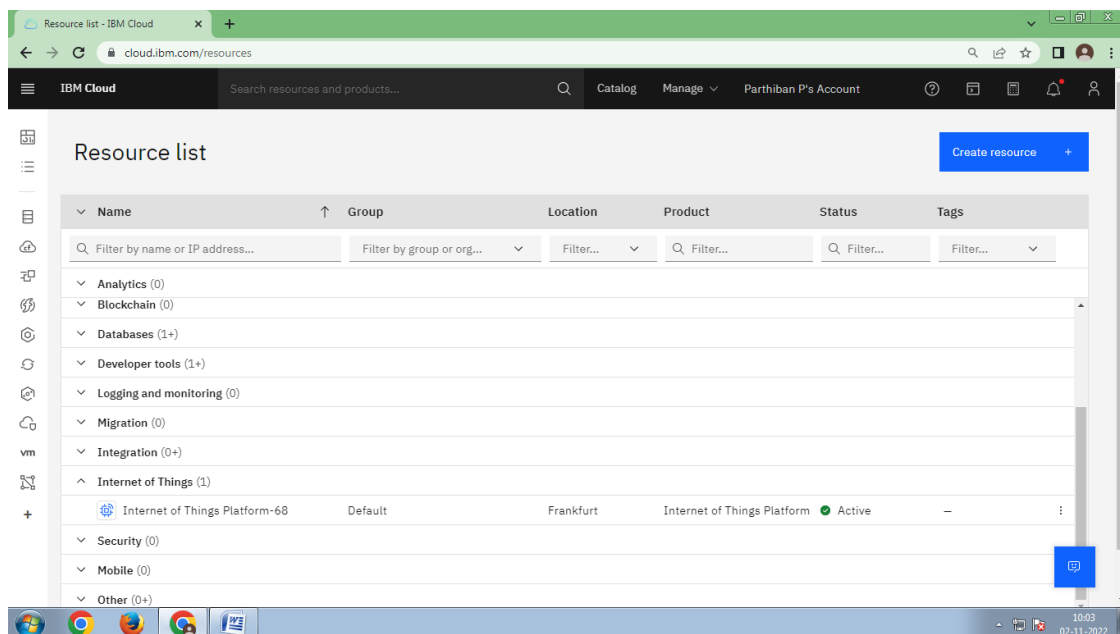 Resource list - IBM Cloud
cloud.ibm.com/resources
IBM Cloud
Search resources and products...
Catalog
Manage
Parthiban P's Account
Resource list
Create resource +
Name Group Location Product Status Tags
Filter by name or IP address... Filter by group or org... Filter... Filter... Filter... Filter...
Analytics (0)
Blockchain (0)
Databases (1+)
Developer tools (1+)
Logging and monitoring (0)
Migration (0)
vm
Integration (0+)
Internet of Things (1)
Internet of Things Platform-68 Default Frankfurt Internet of Things Platform Active –
Security (0)
Mobile (0)
Other (0+)
10:03
02-11-2022